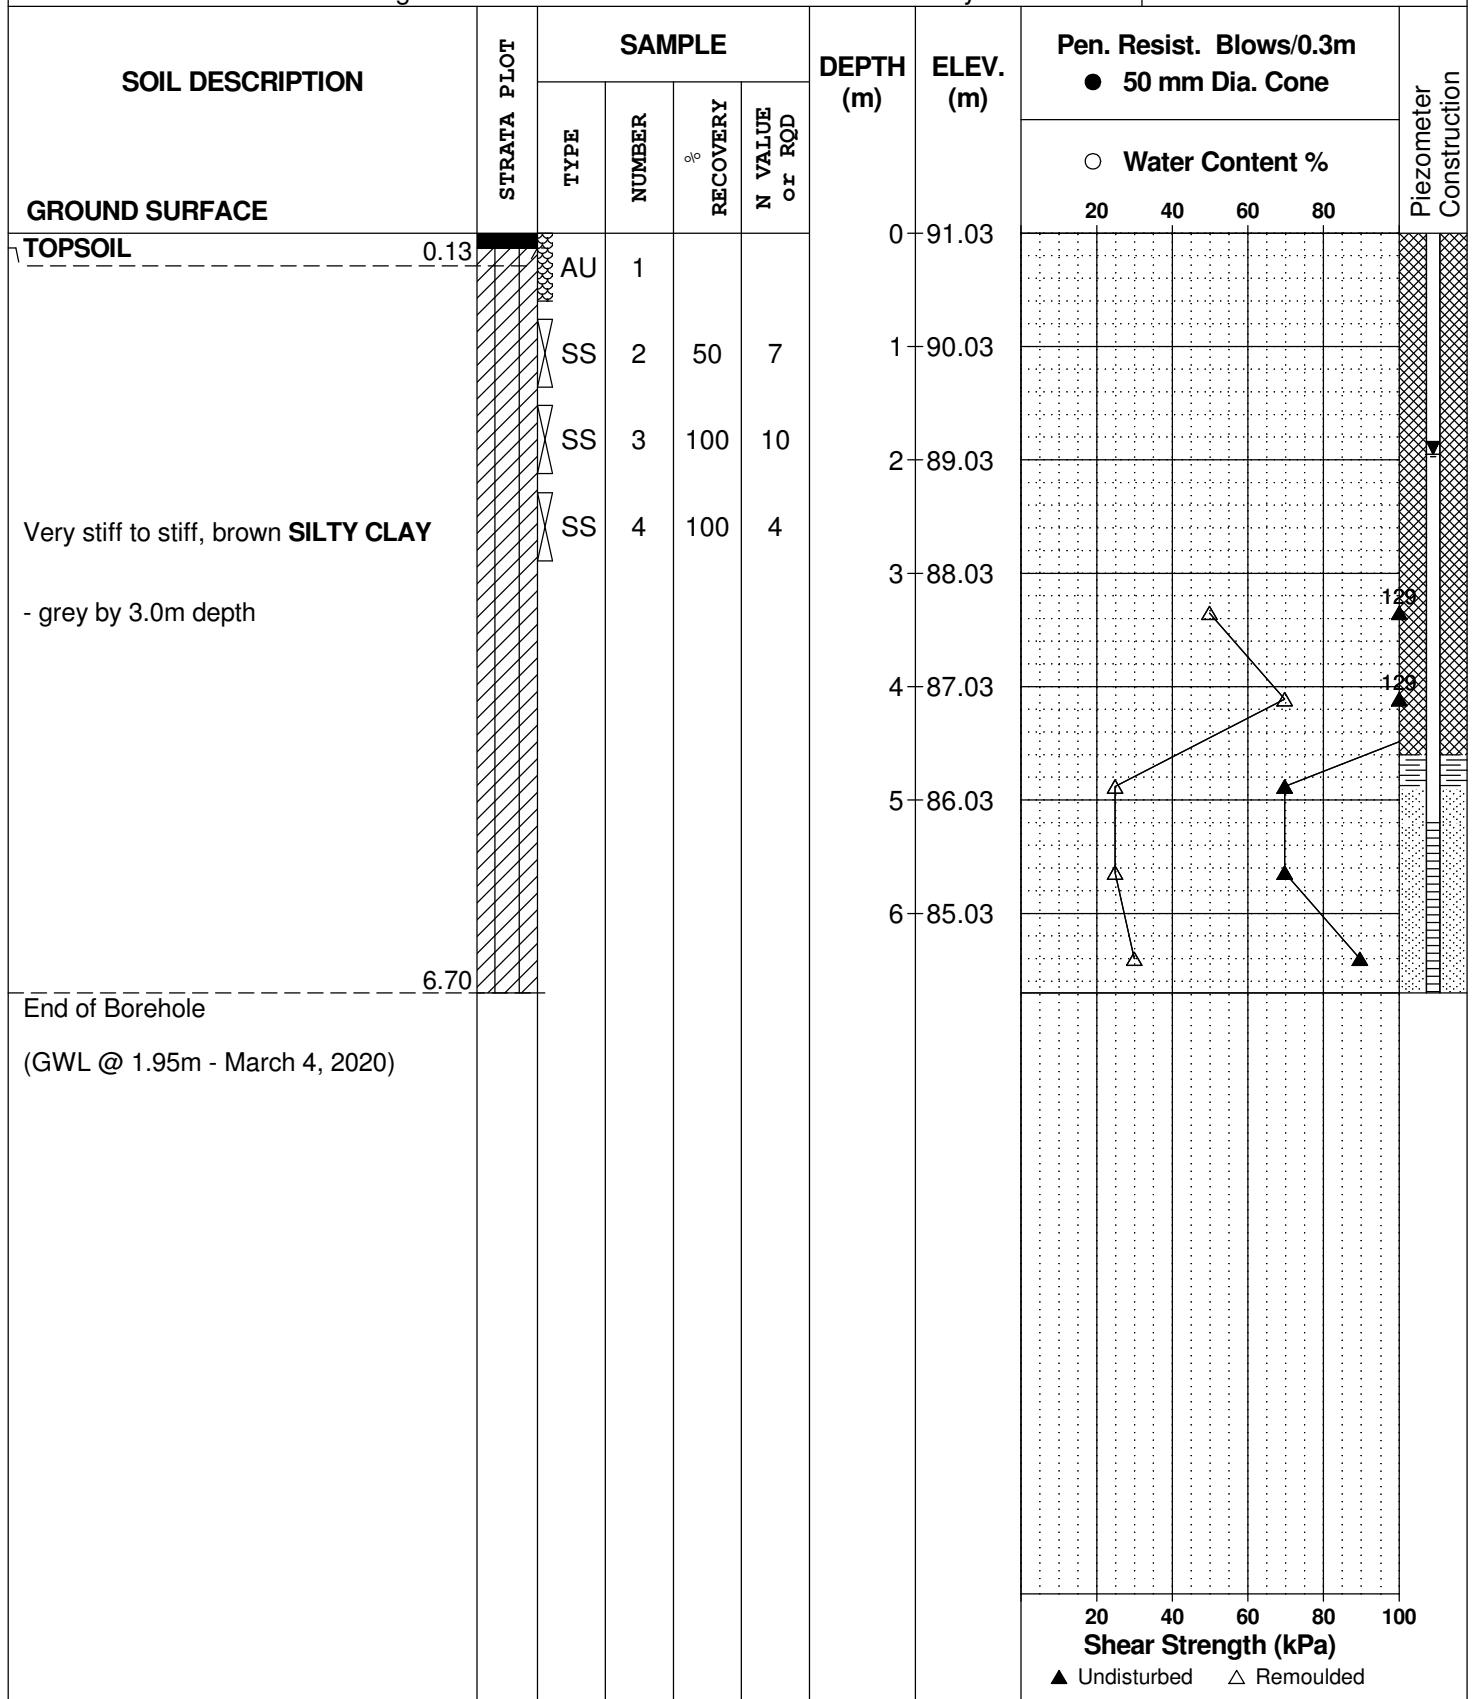 SOIL DESCRIPTION
GROUND SURFACE
STRATA PLOT
SAMPLE
TYPE
NUMBER
% RECOVERY
N VALUE or RQD
DEPTH (m)
ELEV. (m)
Pen. Resist. Blows/0.3m
● 50 mm Dia. Cone
○ Water Content %
20 40 60 80
Piezometer Construction
TOPSOIL 0.13
AU 1
0 91.03
SS 2 50 7
1 90.03
SS 3 100 10
2 89.03
Very stiff to stiff, brown SILTY CLAY
SS 4 100 4
3 88.03
- grey by 3.0m depth
129
4 87.03
129
5 86.03
6 85.03
6.70
End of Borehole
(GWL @ 1.95m - March 4, 2020)
20 40 60 80 100
Shear Strength (kPa)
▲ Undisturbed △ Remoulded